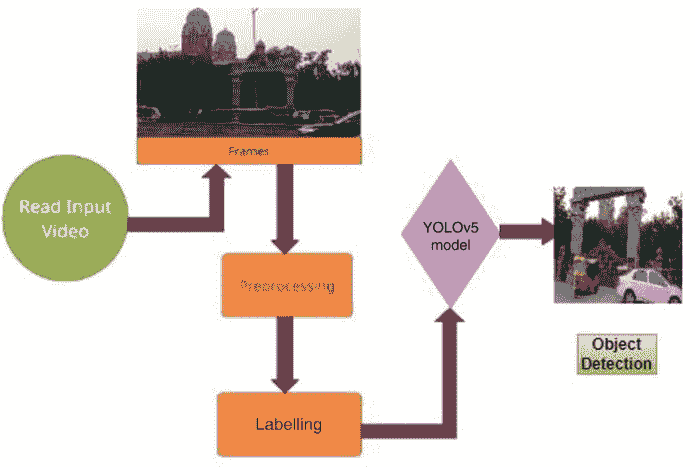 Frames
Read Input
Video
Preprocessing
Labelling
YOLOv5
model
Object
Detection